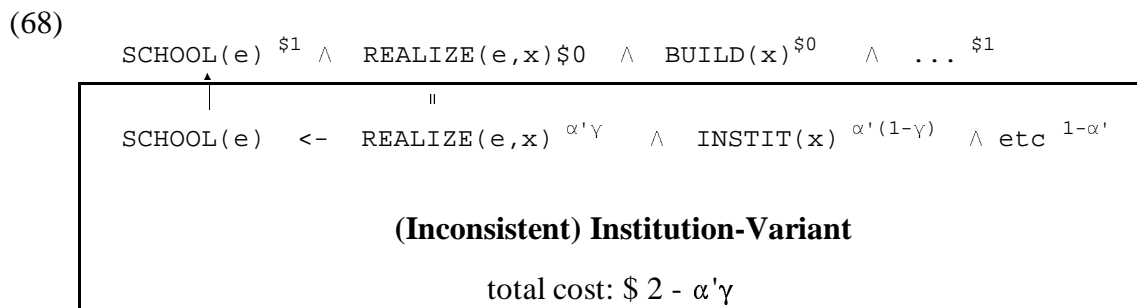 (68)
SCHOOL(e) $1 ∧ REALIZE(e,x)$0 ∧ BUILD(x)$0 ∧ ... $1
=
SCHOOL(e) <- REALIZE(e,x) α'γ ∧ INSTIT(x) α'(1-γ) ∧ etc 1-α'
(Inconsistent) Institution-Variant
total cost: $ 2 - α'γ